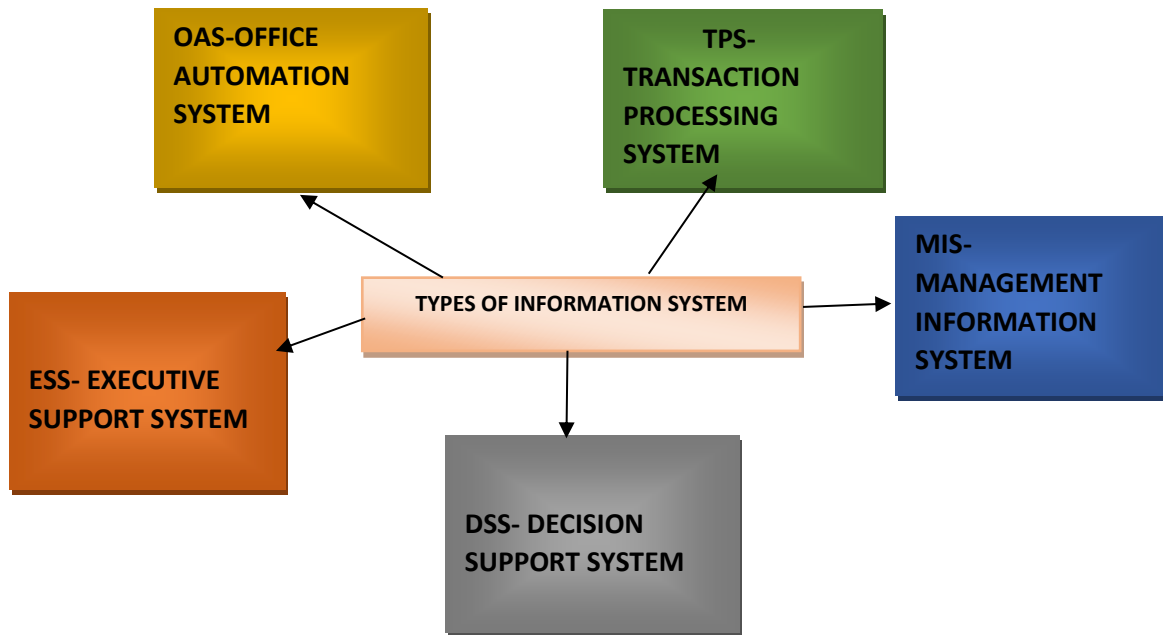 OAS-OFFICE
AUTOMATION
SYSTEM
TPS-
TRANSACTION
PROCESSING
SYSTEM
MIS-
MANAGEMENT
INFORMATION
SYSTEM
TYPES OF INFORMATION SYSTEM
ESS- EXECUTIVE
SUPPORT SYSTEM
DSS- DECISION
SUPPORT SYSTEM